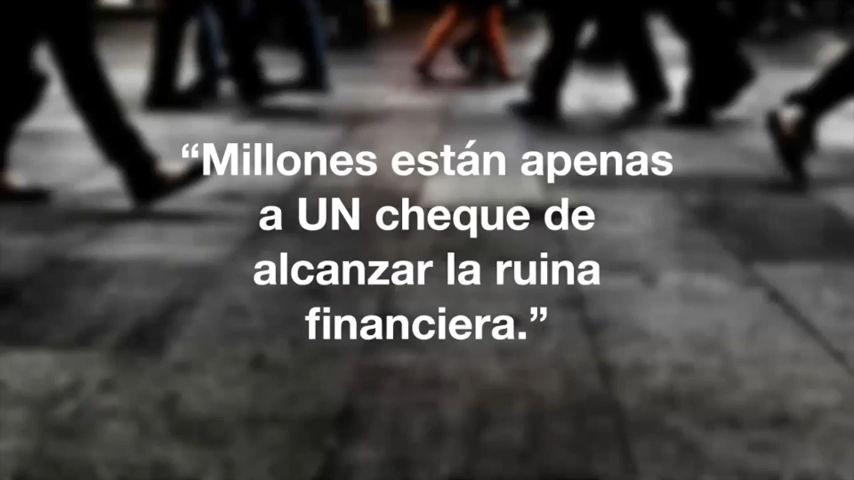 “Millones están apenas
a UN cheque de
alcanzar la ruina
financiera.”